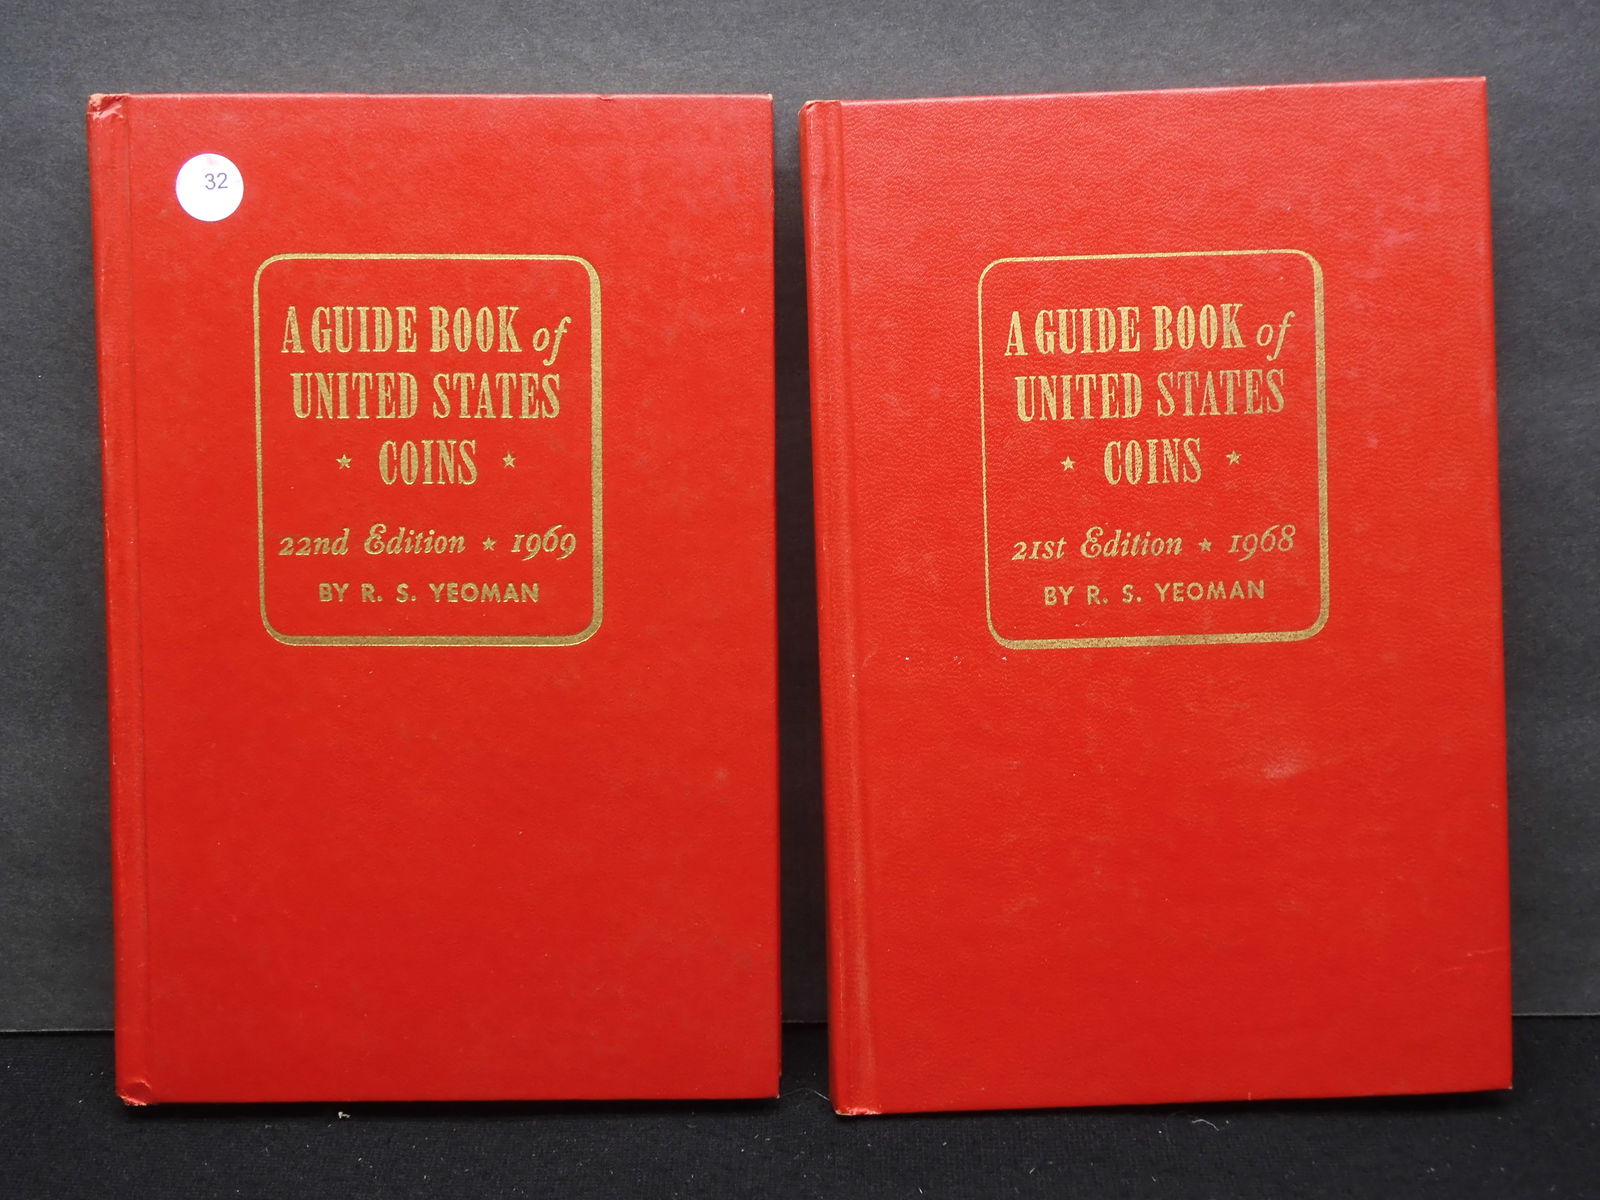 32
A GUIDE BOOK of
UNITED STATES
★ COINS ★
22nd Edition ★ 1969
BY R. S. YEOMAN
A GUIDE BOOK of
UNITED STATES
★ COINS ★
21st Edition ★ 1968
BY R. S. YEOMAN